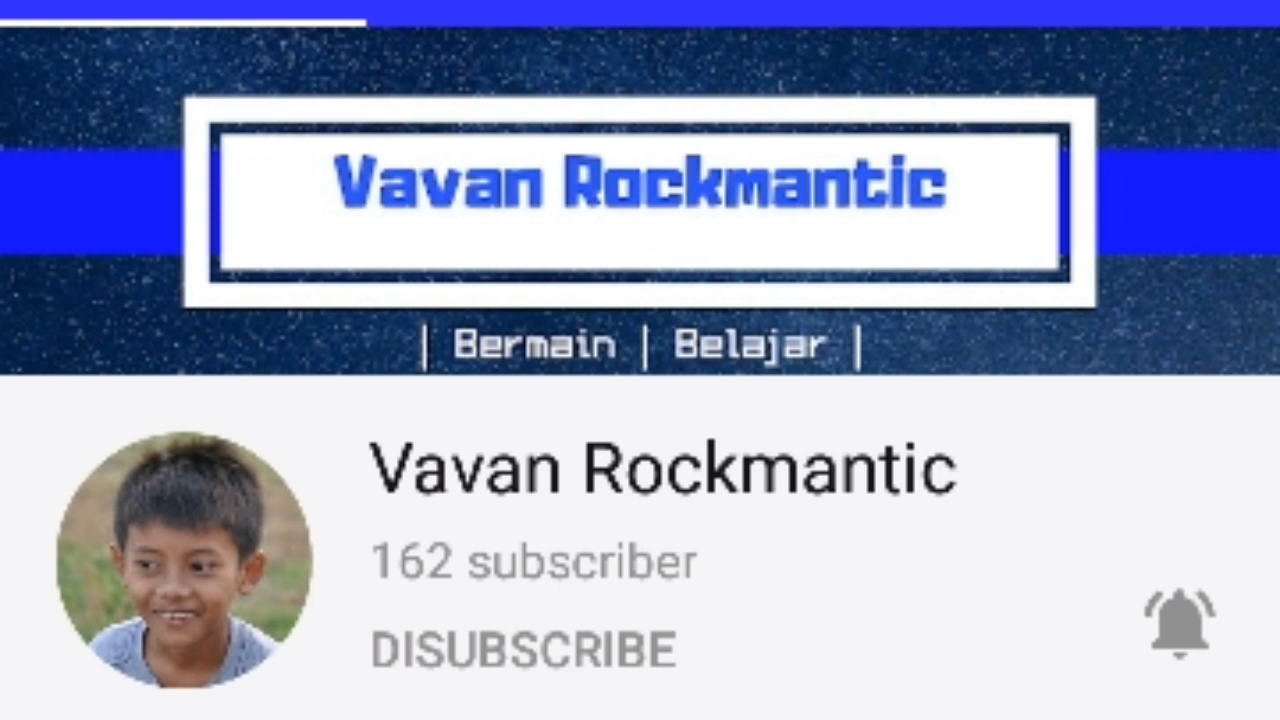 Vavan Rockmantic
| Bermain | Belajar |
Vavan Rockmantic
162 subscriber
DISUBSCRIBE